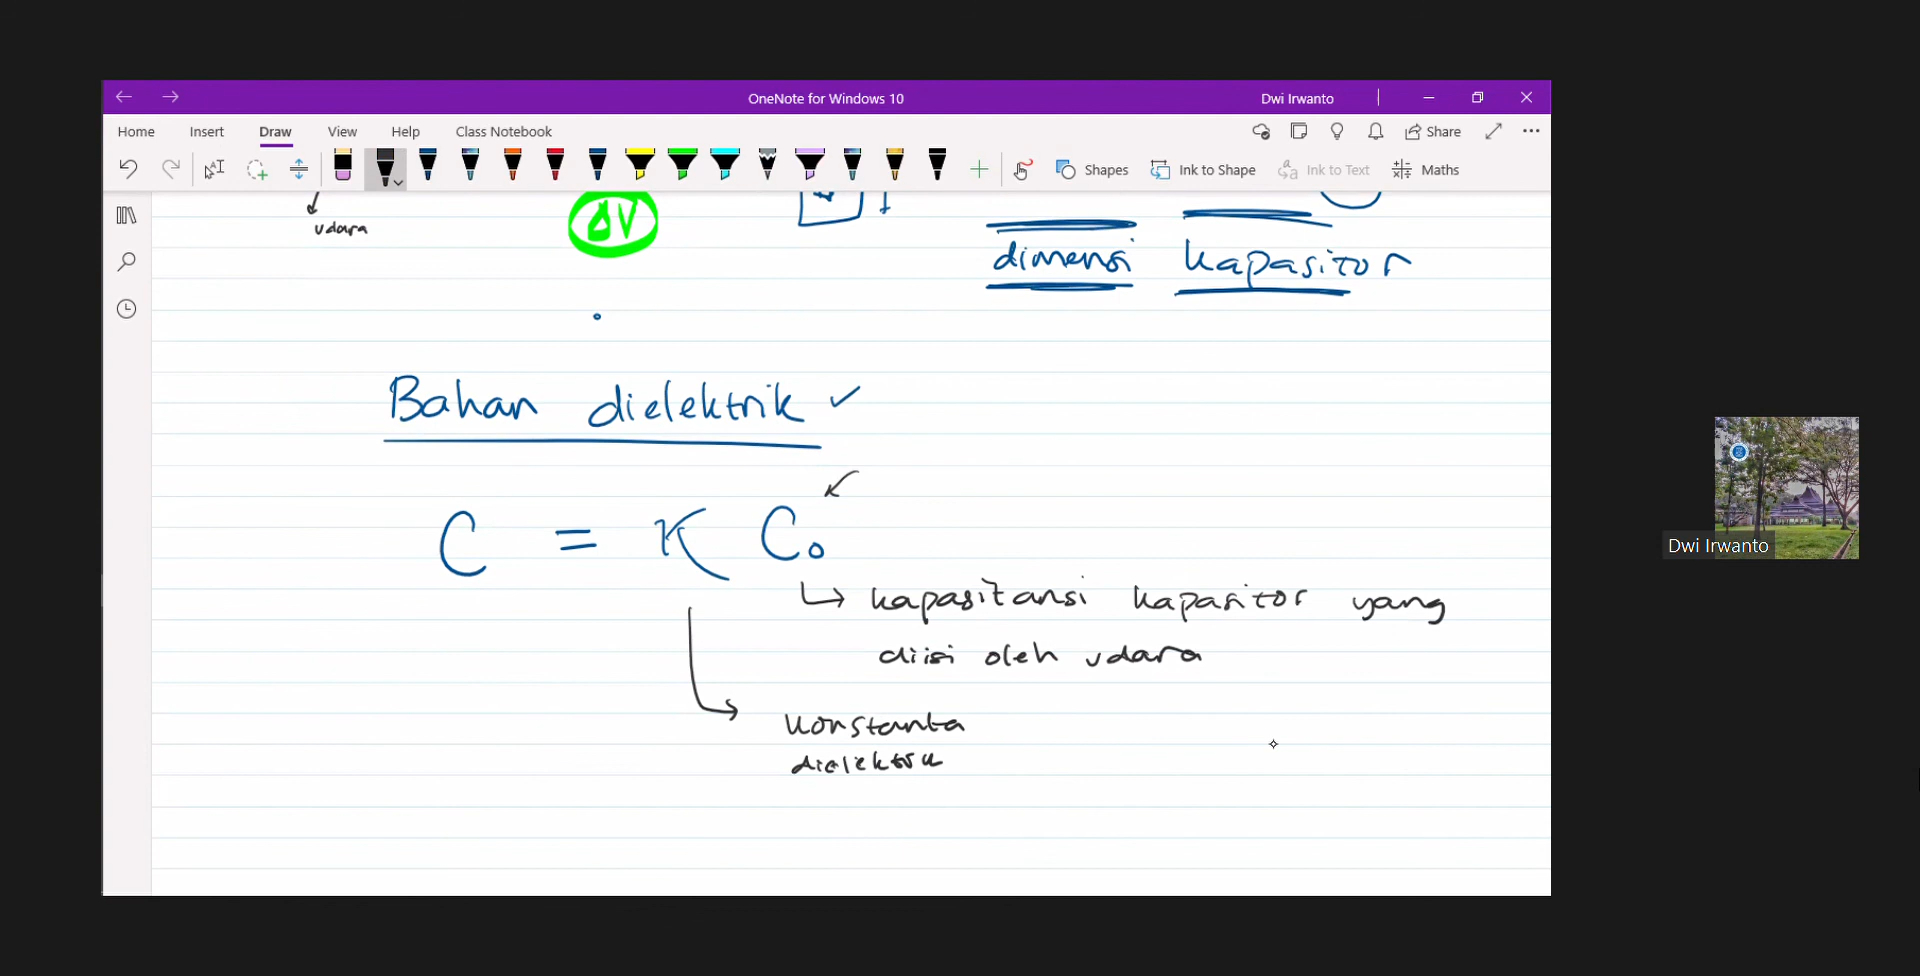 OneNote for Windows 10
Dwi Irwanto
Home Insert Draw View Help Class Notebook
Share
Shapes Ink to Shape Ink to Text Maths
udara
ΔV
dimensi kapasitor
Bahan dielektrik ✓
C = K C₀
kapasitansi kapasitor yang
diisi oleh udara
konstanta
dielektrik
Dwi Irwanto